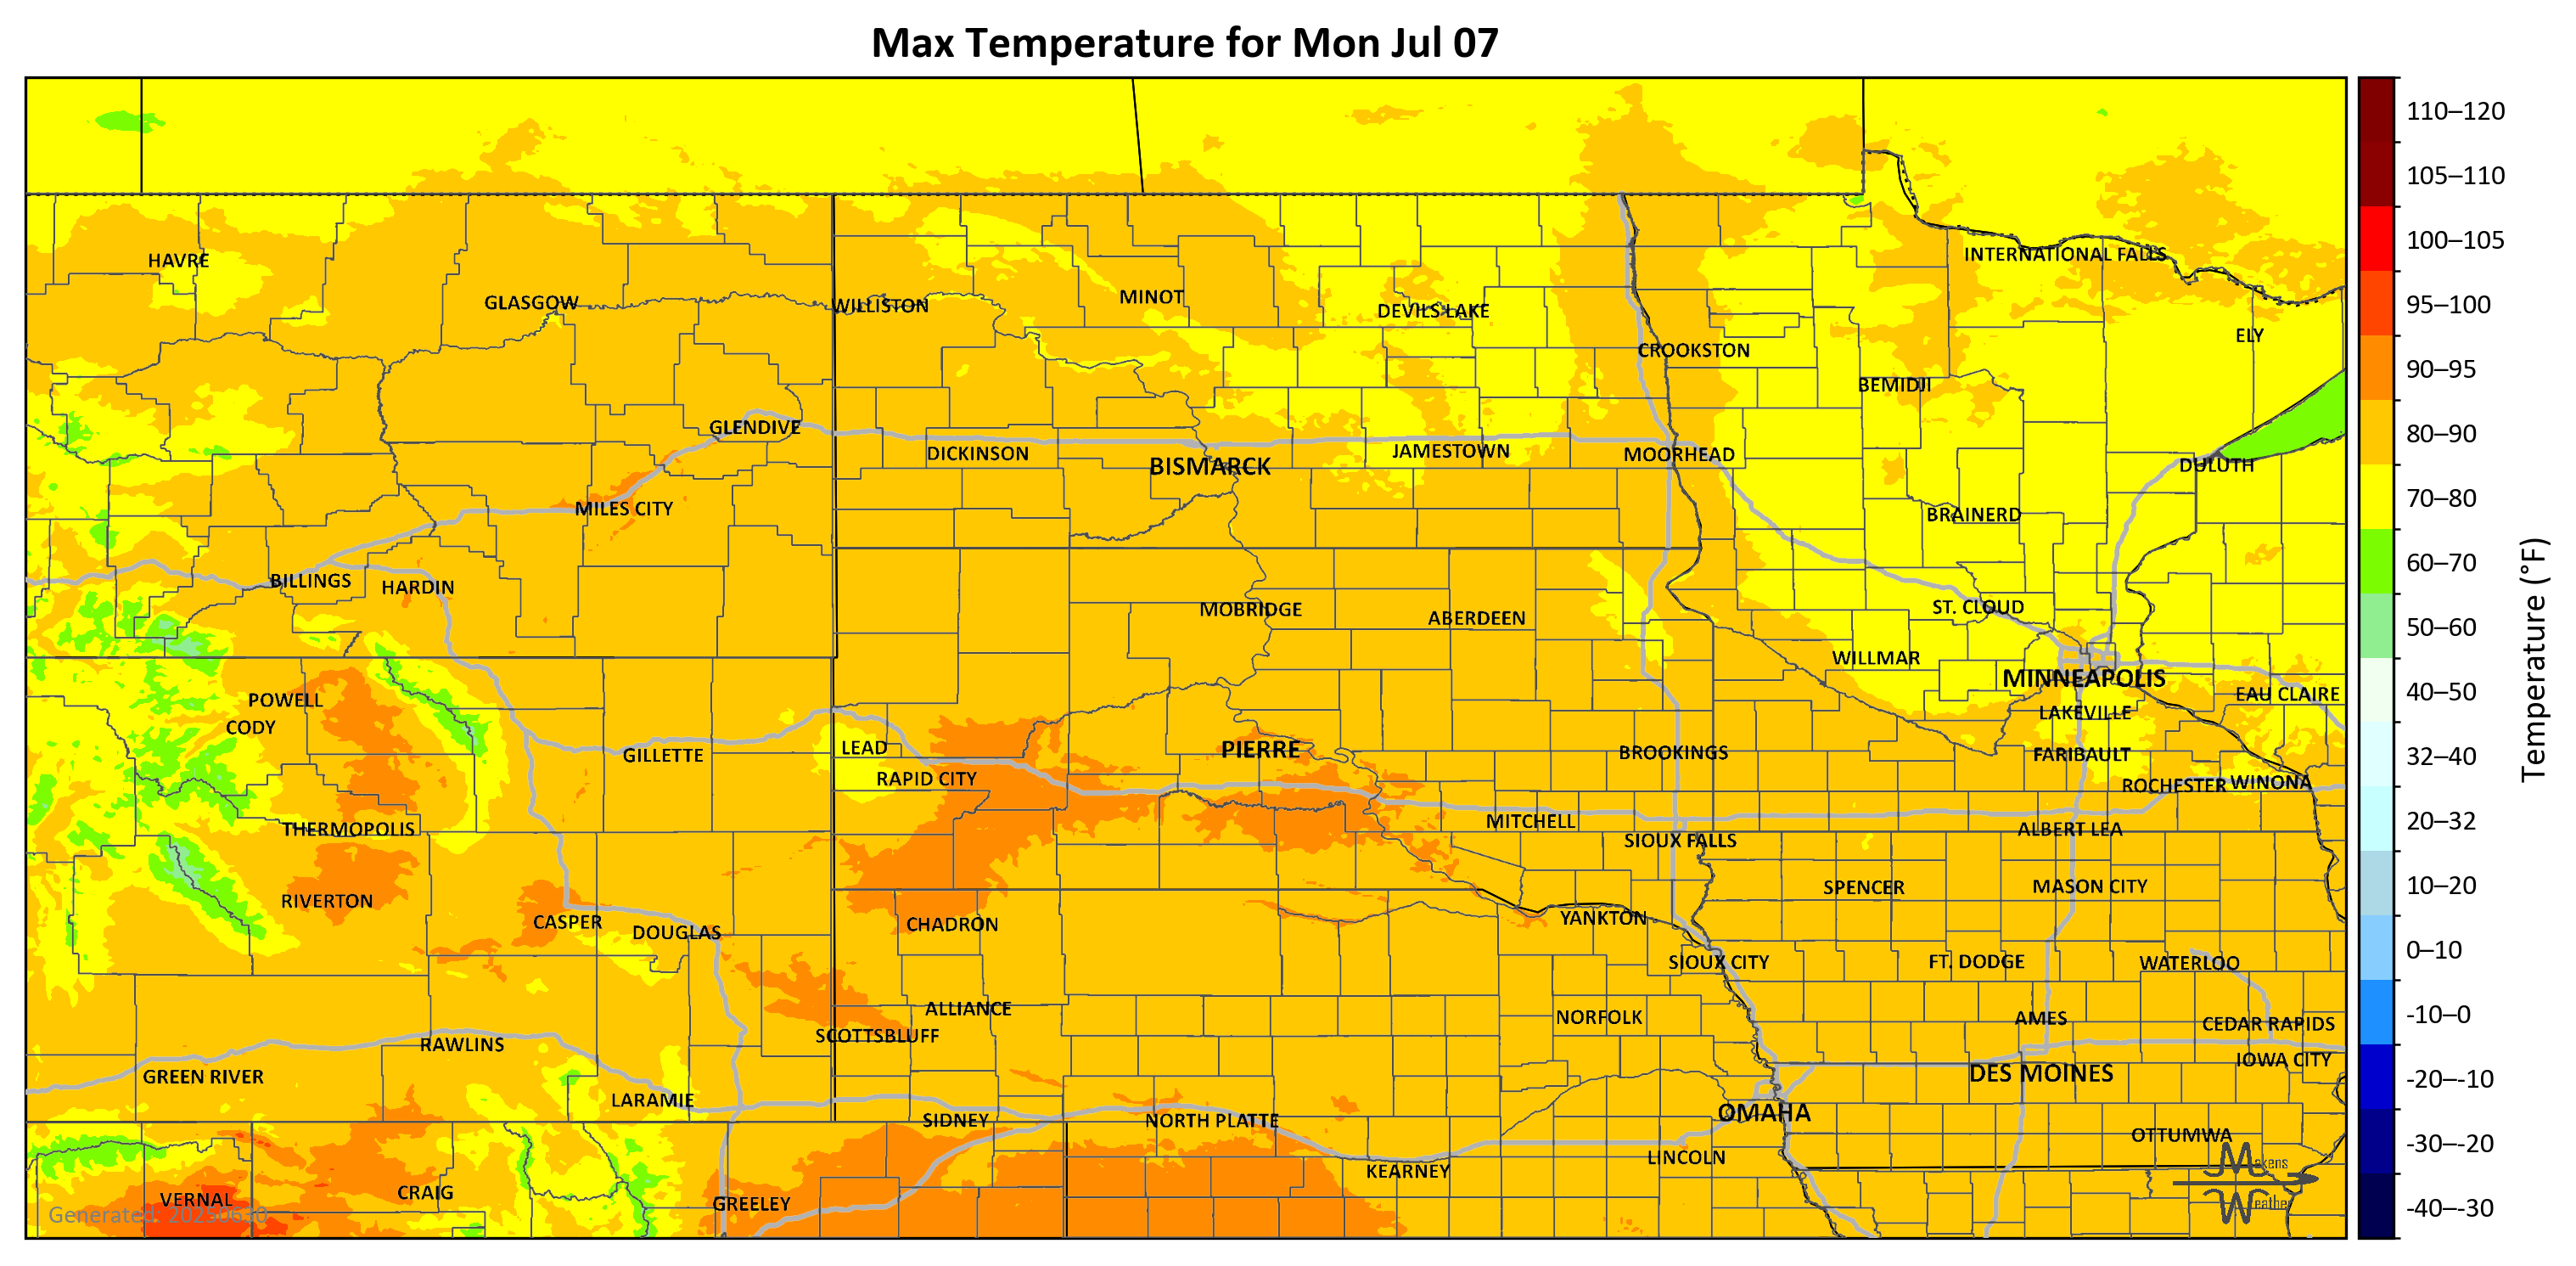 Max Temperature for Mon Jul 07
110–120
105–110
100–105
95–100
90–95
80–90
70–80
60–70
50–60
40–50
32–40
20–32
10–20
0–10
-10–0
-20–-10
-30–-20
-40–-30
Temperature (°F)
HAVRE
GLASGOW
WILLISTON
MINOT
DEVILS LAKE
INTERNATIONAL FALLS
ELY
CROOKSTON
BEMIDJI
GLENDIVE
DICKINSON
BISMARCK
JAMESTOWN
MOORHEAD
DULUTH
MILES CITY
BRAINERD
BILLINGS
HARDIN
MOBRIDGE
ABERDEEN
ST. CLOUD
WILLMAR
MINNEAPOLIS
EAU CLAIRE
POWELL
CODY
LAKEVILLE
GILLETTE
LEAD
PIERRE
BROOKINGS
FARIBAULT
RAPID CITY
ROCHESTER
WINONA
THERMOPOLIS
MITCHELL
SIOUX FALLS
ALBERT LEA
RIVERTON
SPENCER
MASON CITY
CASPER
DOUGLAS
CHADRON
YANKTON
SIOUX CITY
FT. DODGE
WATERLOO
ALLIANCE
SCOTTSBLUFF
NORFOLK
AMES
CEDAR RAPIDS
RAWLINS
IOWA CITY
GREEN RIVER
DES MOINES
LARAMIE
SIDNEY
NORTH PLATTE
OMAHA
OTTUMWA
LINCOLN
KEARNEY
VERNAL
CRAIG
GREELEY
Generated: 20250630
Makens
Weather